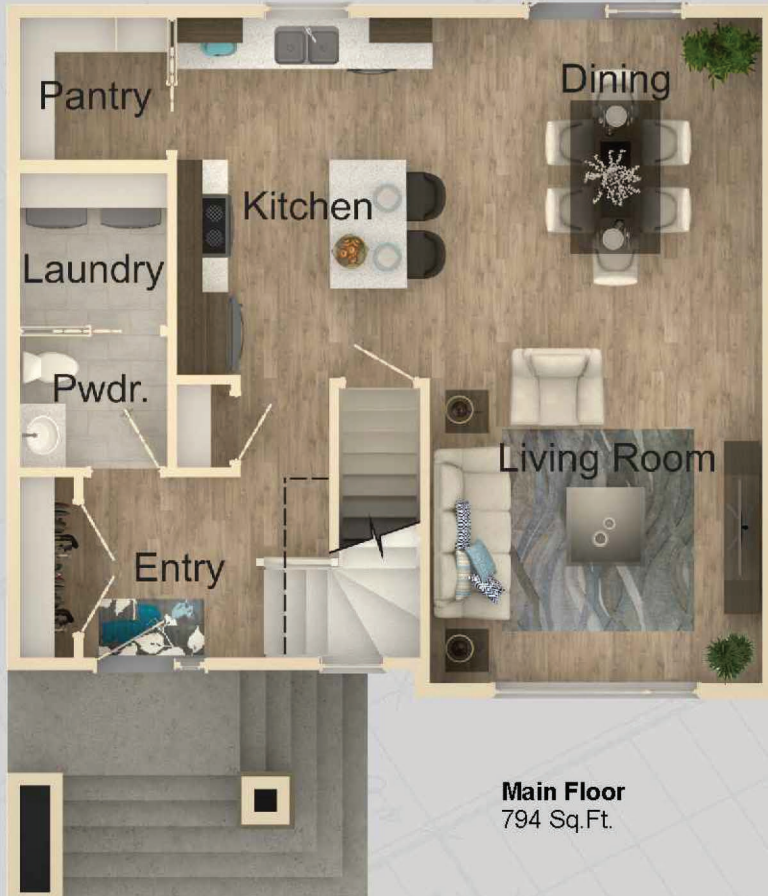 Pantry
Dining
Kitchen
Laundry
Pwdr.
Living Room
Entry
Main Floor
794 Sq.Ft.